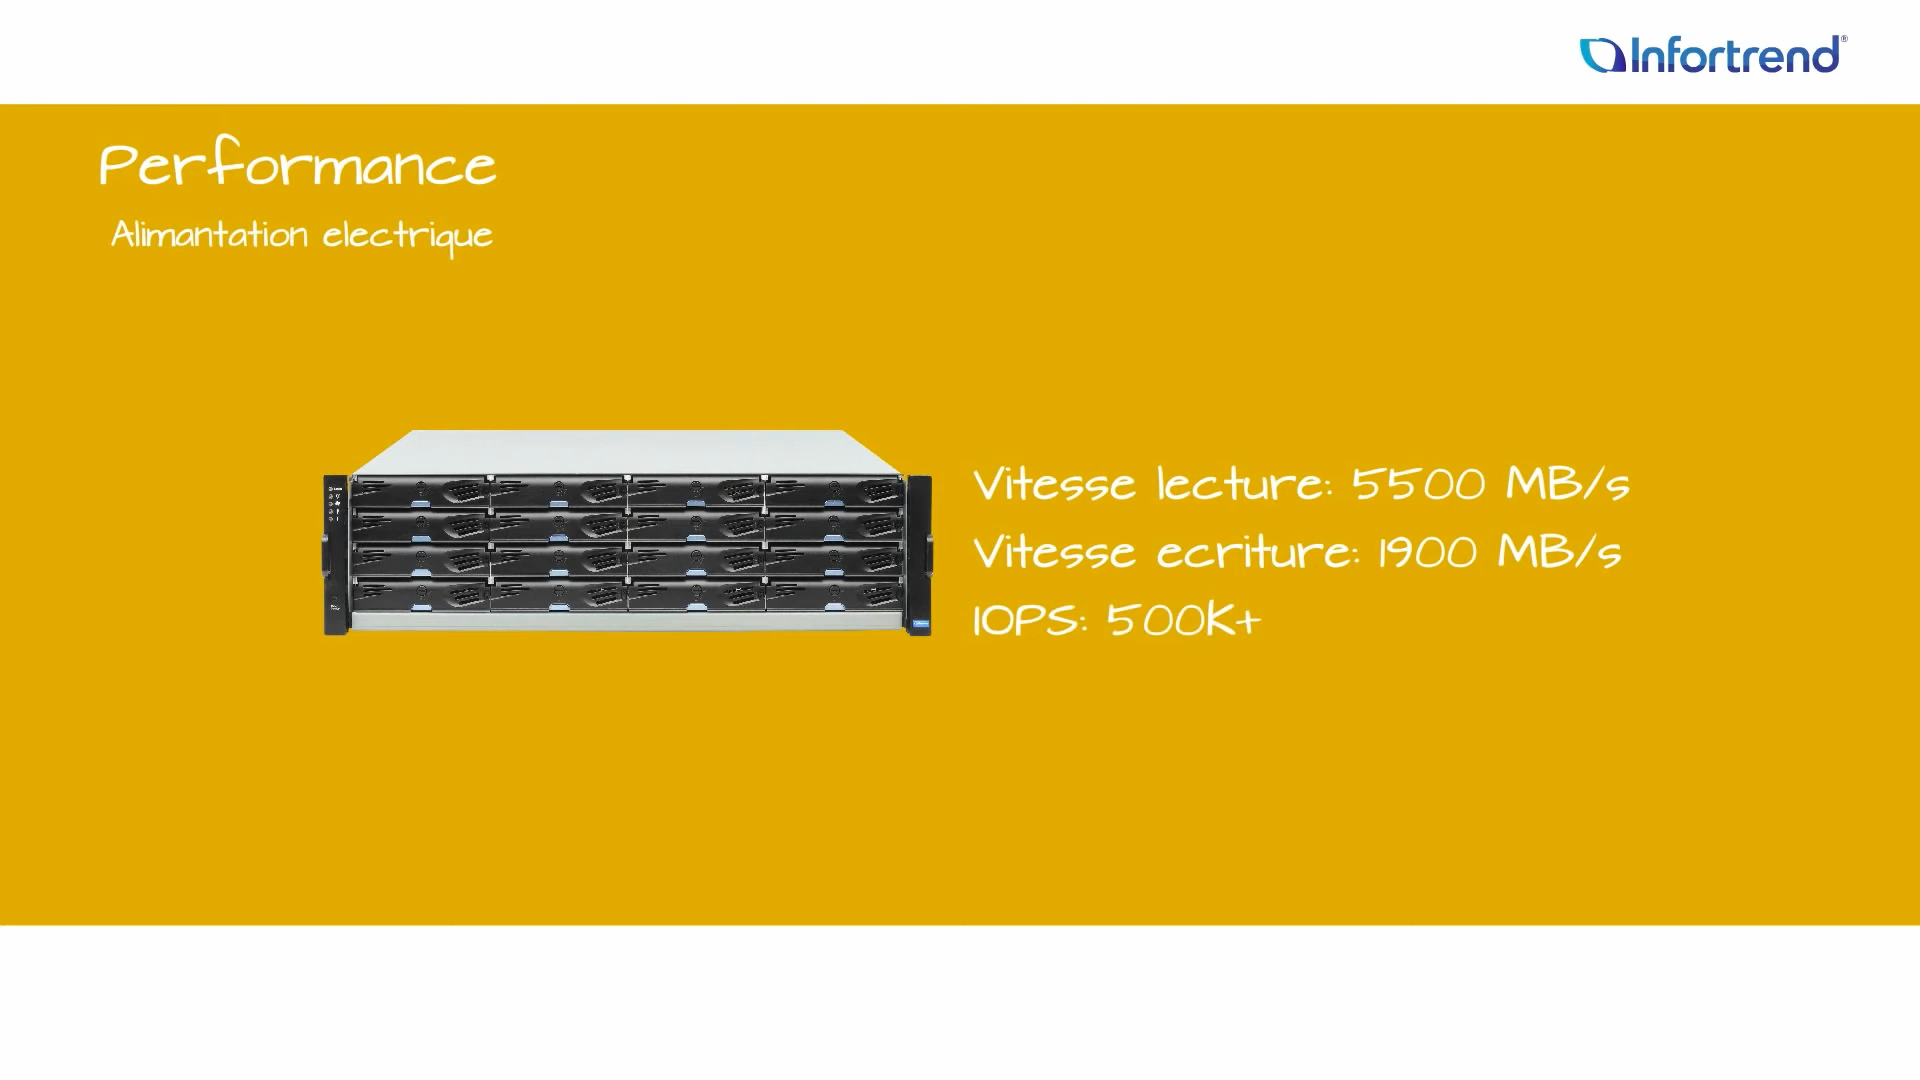 Infortrend®
Performance
Alimantation electrique
Vitesse lecture: 5500 MB/s
Vitesse ecriture: 1900 MB/s
IOPS: 500K+